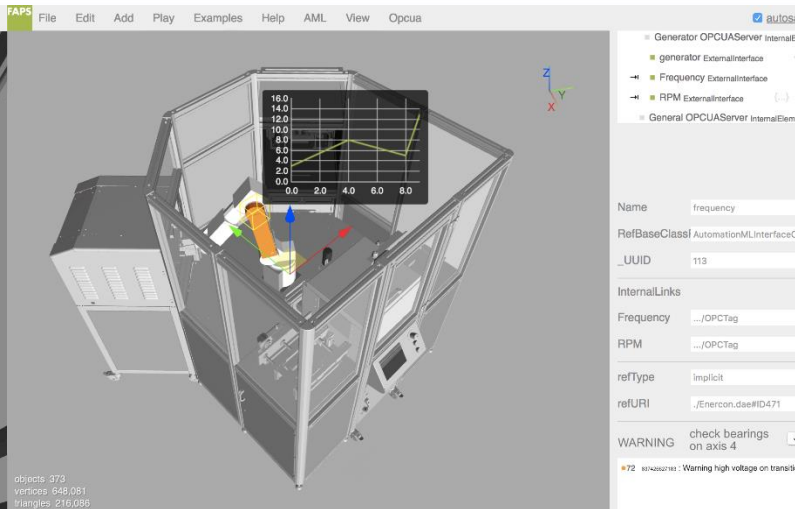 FAPS File Edit Add Play Examples Help AML View Opcua autosa
Generator OPCUAServer InternalE
generator ExternalInterface
Frequency ExternalInterface
RPM ExternalInterface (...)
General OPCUAServer InternalElem
16.0
14.0
12.0
10.0
8.0
6.0
4.0
2.0
0.0
0.0 2.0 4.0 6.0 8.0
Z
Y
X
Name frequency
RefBaseClass AutomationMLInterfaceC
_UUID 113
InternalLinks
Frequency .../OPCTag
RPM .../OPCTag
refType implicit
refURI ./Enercon.dae#ID471
WARNING check bearings
on axis 4
72 : Warning high voltage on transiti
objects 373
vertices 648,081
triangles 216,086